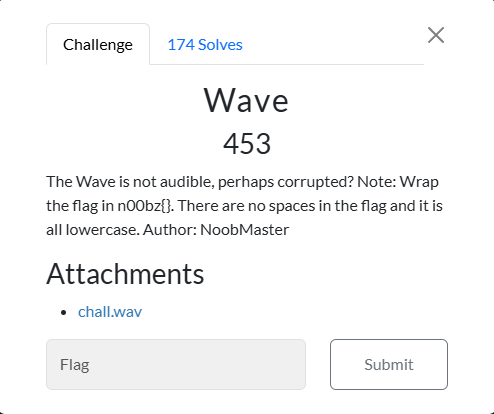 Challenge 174 Solves
Wave
453
The Wave is not audible, perhaps corrupted? Note: Wrap
the flag in n00bz{}. There are no spaces in the flag and it is
all lowercase. Author: NoobMaster
Attachments
chall.wav
Flag Submit